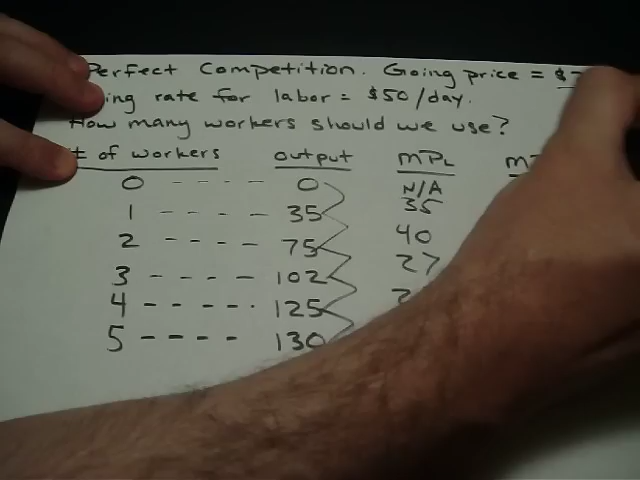 Perfect Competition. Going price = $
rate for labor = $50/day.
How many workers should we use?
# of workers output MPL
0 - - - - 0 N/A
1 - - - - 35 35
2 - - - - 75 40
3 - - - - 102 27
4 - - - - 125
5 - - - - 130